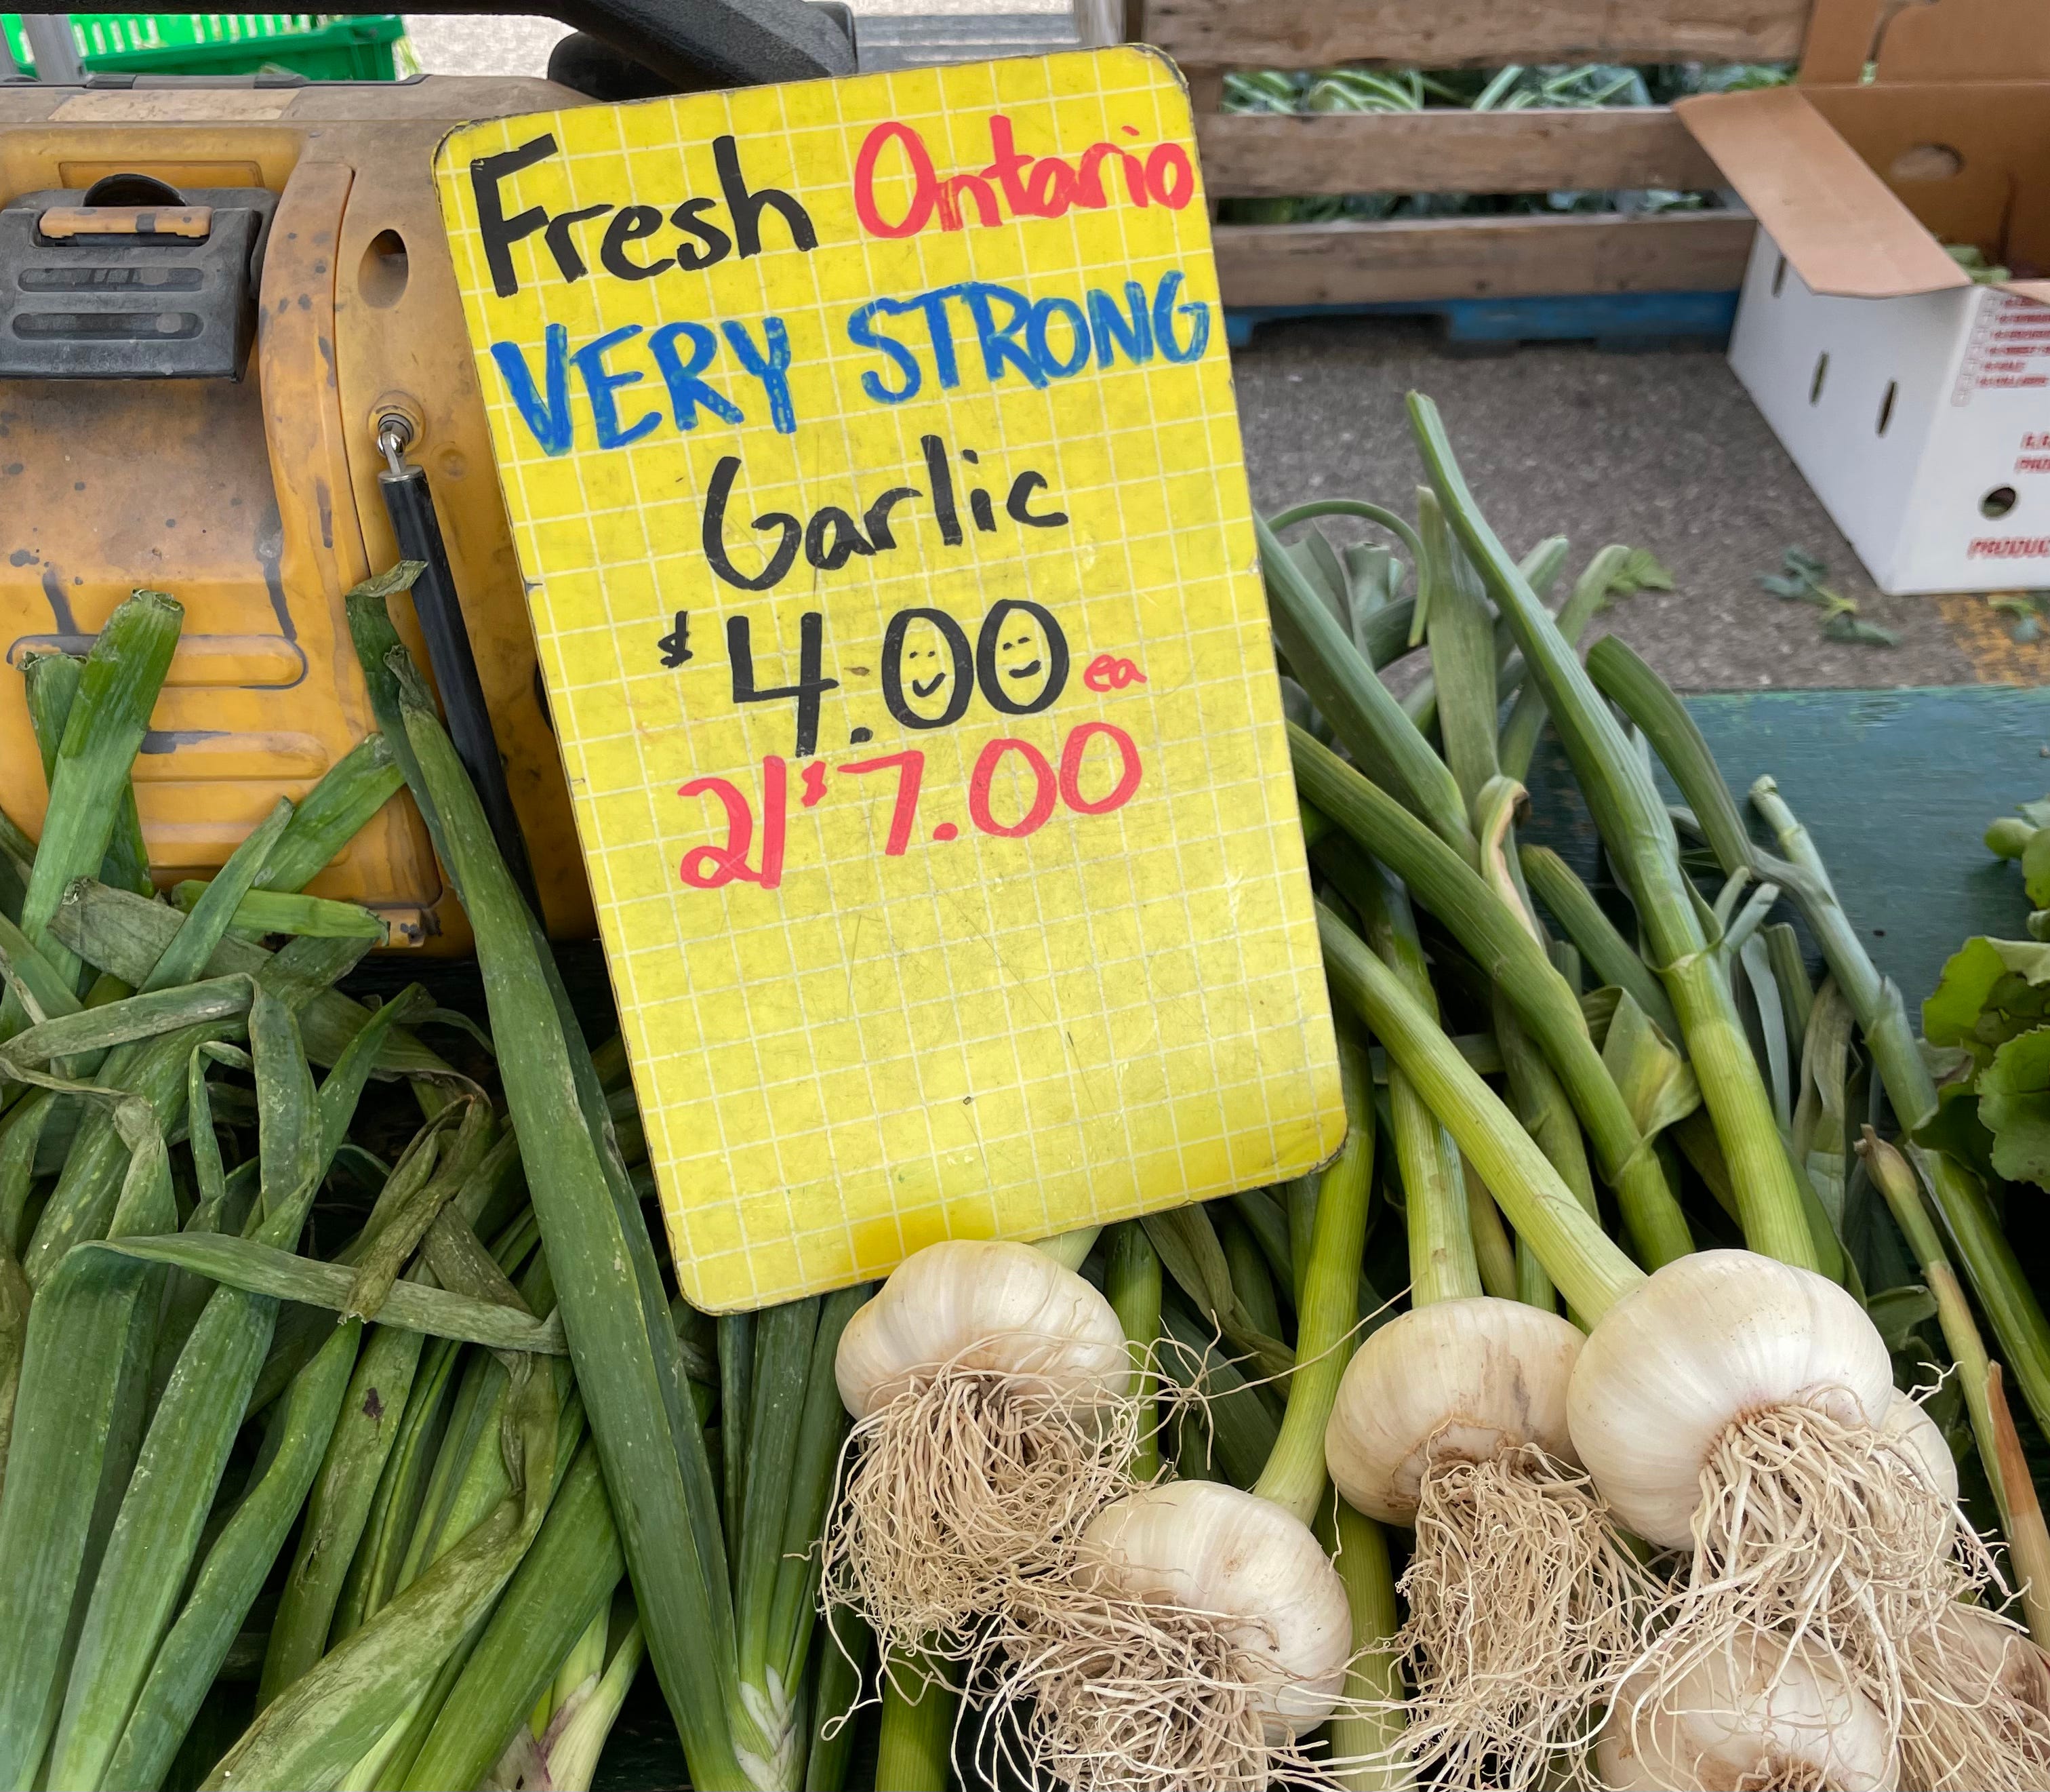 Fresh Ontario
VERY STRONG
Garlic
$4.00 ea
2/$7.00